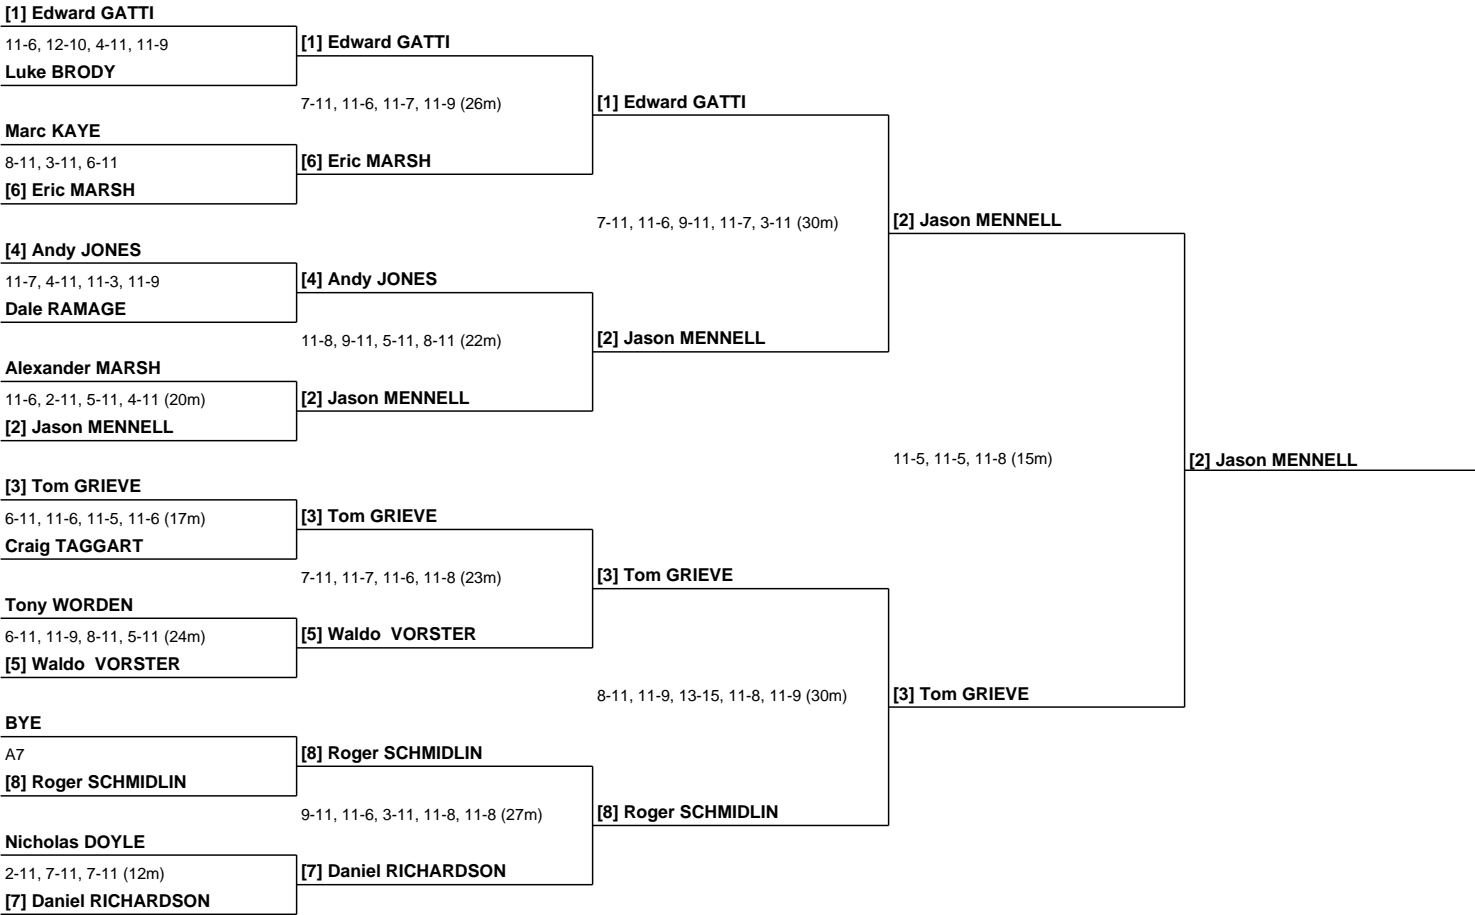 [1] Edward GATTI
11-6, 12-10, 4-11, 11-9
Luke BRODY
Marc KAYE
8-11, 3-11, 6-11
[6] Eric MARSH
[4] Andy JONES
11-7, 4-11, 11-3, 11-9
Dale RAMAGE
Alexander MARSH
11-6, 2-11, 5-11, 4-11 (20m)
[2] Jason MENNELL
[3] Tom GRIEVE
6-11, 11-6, 11-5, 11-6 (17m)
Craig TAGGART
Tony WORDEN
6-11, 11-9, 8-11, 5-11 (24m)
[5] Waldo  VORSTER
BYE
A7
[8] Roger SCHMIDLIN
Nicholas DOYLE
2-11, 7-11, 7-11 (12m)
[7] Daniel RICHARDSON
[1] Edward GATTI
7-11, 11-6, 11-7, 11-9 (26m)
[6] Eric MARSH
[4] Andy JONES
11-8, 9-11, 5-11, 8-11 (22m)
[2] Jason MENNELL
[3] Tom GRIEVE
7-11, 11-7, 11-6, 11-8 (23m)
[5] Waldo  VORSTER
[8] Roger SCHMIDLIN
9-11, 11-6, 3-11, 11-8, 11-8 (27m)
[7] Daniel RICHARDSON
[1] Edward GATTI
7-11, 11-6, 9-11, 11-7, 3-11 (30m)
[2] Jason MENNELL
[3] Tom GRIEVE
8-11, 11-9, 13-15, 11-8, 11-9 (30m)
[8] Roger SCHMIDLIN
[2] Jason MENNELL
11-5, 11-5, 11-8 (15m)
[3] Tom GRIEVE
[2] Jason MENNELL